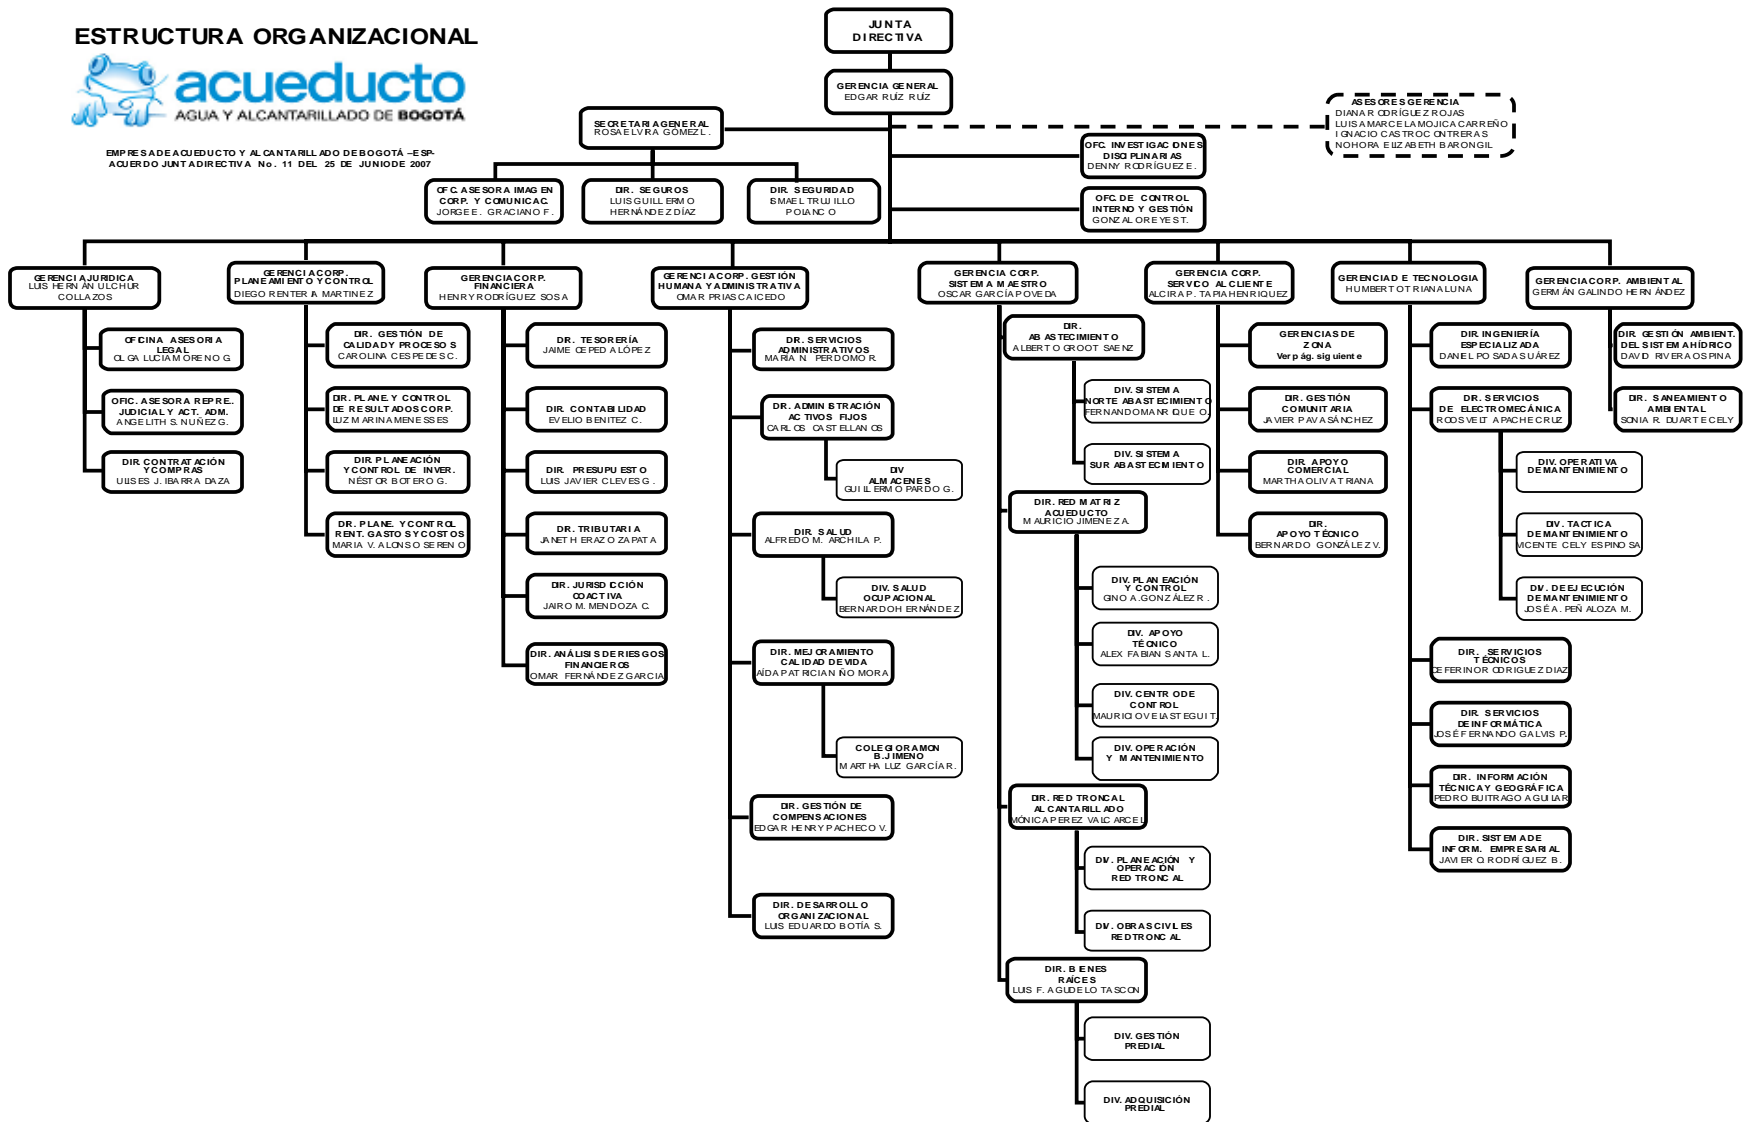 ESTRUCTURA ORGANIZACIONAL
acueducto
AGUA Y ALCANTARILLADO DE BOGOTÁ
EMPRESA DE ACUEDUCTO Y ALCANTARILLADO DE BOGOTÁ –ESP-
ACUERDO JUNTA DIRECTIVA No. 11 DEL 25 DE JUNIO DE 2007
JUNTA
DIRECTIVA
GERENCIA GENERAL
EDGAR RUÍZ RUÍZ
SECRETARIA GENERAL
ROSA ELVIRA GÓMEZ L.
ASESORES GERENCIA
DIANA RODRÍGUEZ ROJAS
LUISA MARCELA MOJICA CARREÑO
IGNACIO CASTRO CONTRERAS
NOHORA ELIZABETH BARON GIL
OFC. INVESTIGACIONES
DISCIPLINARIAS
DENNY RODRÍGUEZ E.
OFC. DE CONTROL
INTERNO Y GESTIÓN
GONZALO REYES T.
OFC. ASESORA IMAGEN
CORP. Y COMUNICAC.
JORGE E. GRACIANO F.
DIR. SEGUROS
LUIS GUILLERMO
HERNÁNDEZ DÍAZ
DIR. SEGURIDAD
ISMAEL TRUJILLO
POLANCO
GERENCIA JURIDICA
LUIS HERNÁN ULCHUR
COLLAZOS
OFICINA ASESORIA
LEGAL
OLGA LUCIA MORENO G.
OFIC. ASESORA REPRE..
JUDICIAL Y ACT. ADM.
ANGELITH S. NUÑEZ G.
DIR. CONTRATACIÓN
Y COMPRAS
ULISES J. IBARRA DAZA
GERENCIA CORP.
PLANEAMIENTO Y CONTROL
DIEGO RENTERIA MARTINEZ
DIR. GESTIÓN DE
CALIDAD Y PROCESOS
CAROLINA CESPEDES C.
DIR. PLANE. Y CONTROL
DE RESULTADOS CORP.
LUZ MARINA MENESSES
DIR. PLANEACIÓN
Y CONTROL DE INVER.
NÉSTOR BOTERO G.
DIR. PLANE. Y CONTROL
RENT. GASTOS Y COSTOS
MARIA V. ALONSO SERENO
GERENCIA CORP.
FINANCIERA
HENRY RODRÍGUEZ SOSA
DIR. TESORERÍA
JAIME CEPEDA LÓPEZ
DIR. CONTABILIDAD
EVELIO BENITEZ C.
DIR. PRESUPUESTO
LUIS JAVIER CLEVES G.
DIR. TRIBUTARIA
JANETH ERAZO ZAPATA
DIR. JURISDICCIÓN
COACTIVA
JAIRO M. MENDOZA C.
DIR. ANÁLISIS DE RIESGOS
FINANCIEROS
OMAR FERNÁNDEZ GARCIA
GERENCIA CORP. GESTIÓN
HUMANA Y ADMINISTRATIVA
OMAR PRIAS CAICEDO
DIR. SERVICIOS
ADMINISTRATIVOS
MARIA N. PERDOMO R.
DIR. ADMINISTRACIÓN
ACTIVOS FIJOS
CARLOS CASTELLANOS
DIV
ALMACENES
GUILLERMO PARDO G.
DIR. SALUD
ALFREDO M. ARCHILA P.
DIV. SALUD
OCUPACIONAL
BERNARDO HERNÁNDEZ
DIR. MEJORAMIENTO
CALIDAD DE VIDA
AÍDA PATRICIA NIÑO MORA
COLEGIO RAMON
B. JIMENO
MARTHA LUZ GARCÍA R.
DIR. GESTIÓN DE
COMPENSACIONES
EDGAR HENRY PACHECO V.
DIR. DESARROLLO
ORGANIZACIONAL
LUIS EDUARDO BOTÍA S.
GERENCIA CORP.
SISTEMA MAESTRO
OSCAR GARCÍA POVEDA
DIR.
ABASTECIMIENTO
ALBERTO GROOT SAENZ
DIV. SISTEMA
NORTE ABASTECIMIENTO
FERNANDO MANRIQUE O.
DIV. SISTEMA
SUR ABASTECIMIENTO
DIR. RED MATRIZ
ACUEDUCTO
MAURICIO JIMENEZ A.
DIV. PLANEACIÓN
Y CONTROL
GINO A. GONZÁLEZ R.
DIV. APOYO
TÉCNICO
ALEX FABIAN SANTA L.
DIV. CENTRO DE
CONTROL
MAURICIO VELASTEGUI T.
DIV. OPERACIÓN
Y MANTENIMIENTO
DIR. RED TRONCAL
ALCANTARILLADO
MÓNICA PEREZ VALCARCEL
DIV. PLANEACIÓN Y
OPERACIÓN
RED TRONCAL
DIV. OBRAS CIVILES
RED TRONCAL
DIR. BIENES
RAÍCES
LUIS F. AGUDELO TASCON
DIV. GESTIÓN
PREDIAL
DIV. ADQUISICIÓN
PREDIAL
GERENCIA CORP.
SERVICO AL CLIENTE
ALCIRA P. TAPIA HENRIQUEZ
GERENCIAS DE
ZONA
Ver pág. siguiente
DIR. GESTIÓN
COMUNITARIA
JAVIER PAVA SÁNCHEZ
DIR. APOYO
COMERCIAL
MARTHA OLIVA TRIANA
DIR.
APOYO TÉCNICO
BERNARDO GONZÁLEZ V.
GERENCIA DE TECNOLOGIA
HUMBERTO TRIANA LUNA
DIR. INGENIERÍA
ESPECIALIZADA
DANIEL POSADA SUÁREZ
DIR. SERVICIOS
DE ELECTROMECÁNICA
ROOSVELT APACHE CRUZ
DIV. OPERATIVA
DE MANTENIMIENTO
DIV. TACTICA
DE MANTENIMIENTO
VICENTE CELY ESPINOSA
DIV. DE EJECUCIÓN
DE MANTENIMIENTO
JOSÉ A. PEÑALOZA M.
DIR. SERVICIOS
TÉCNICOS
CEFERINO RODRIGUEZ DIAZ
DIR. SERVICIOS
DE INFORMÁTICA
JOSÉ FERNANDO GALVIS P.
DIR. INFORMACIÓN
TÉCNICA Y GEOGRÁFICA
PEDRO BUITRAGO AGUILAR
DIR. SISTEMA DE
INFORM. EMPRESARIAL
JAVIER O. RODRÍGUEZ B.
GERENCIA CORP. AMBIENTAL
GERMÁN GALINDO HERNÁNDEZ
DIR. GESTIÓN AMBIENT.
DEL SISTEMA HÍDRICO
DAVID RIVERA OSPINA
DIR. SANEAMIENTO
AMBIENTAL
SONIA R. DUARTE CELY